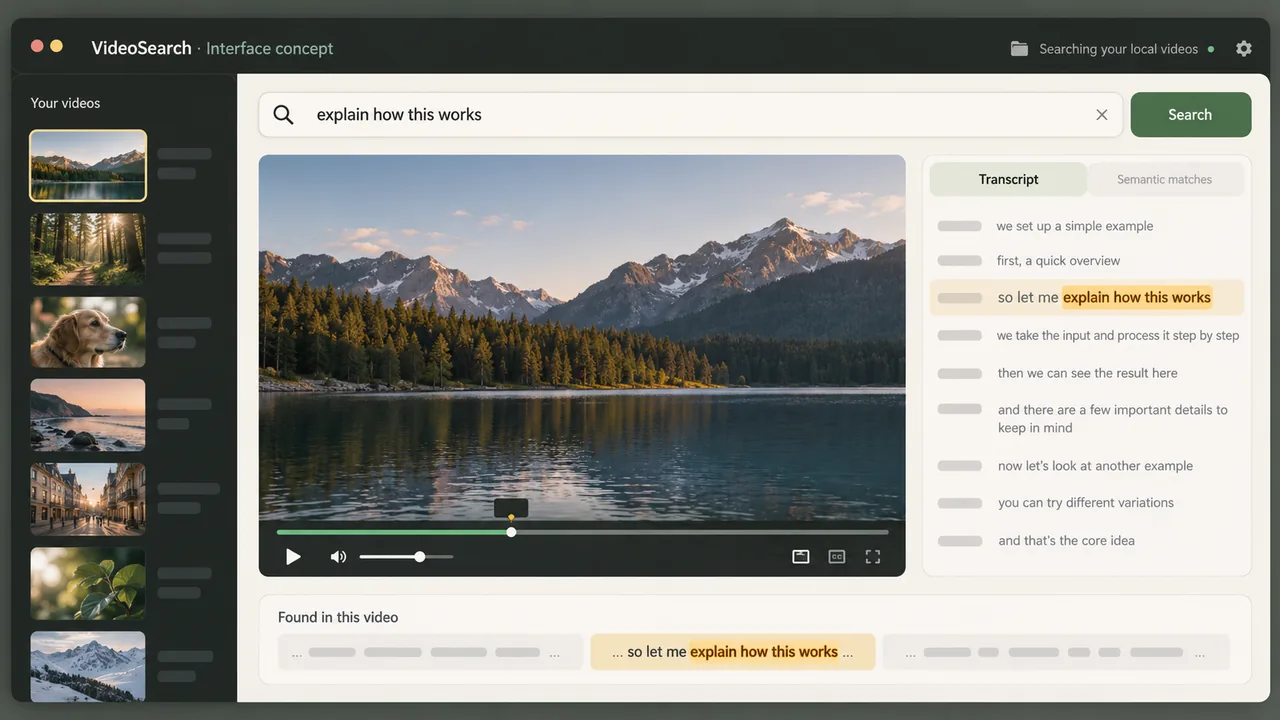 VideoSearch · Interface concept
Searching your local videos
Your videos
explain how this works
Search
Transcript
Semantic matches
we set up a simple example
first, a quick overview
so let me explain how this works
we take the input and process it step by step
then we can see the result here
and there are a few important details to
keep in mind
now let's look at another example
you can try different variations
and that's the core idea
CC
Found in this video
... ...
... so let me explain how this works ...
... ...